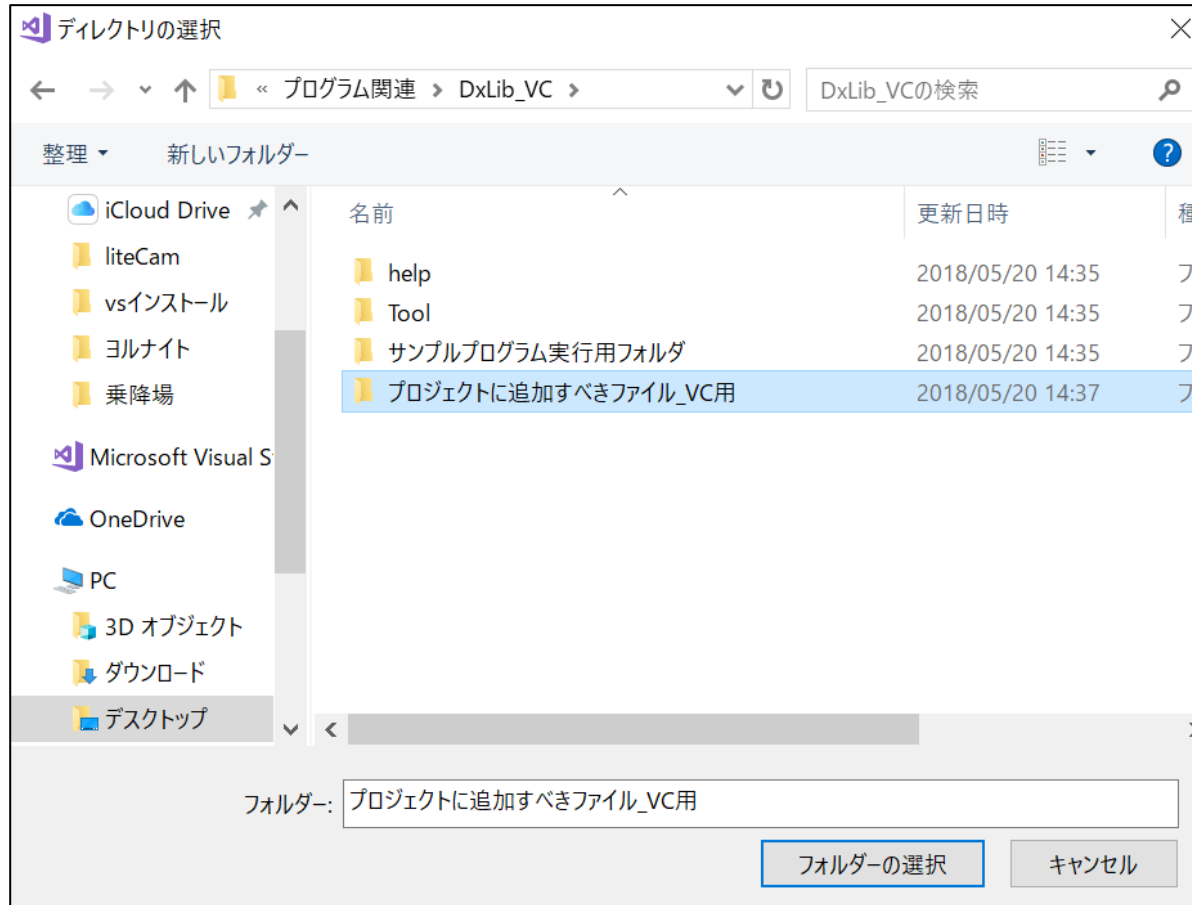 ディレクトリの選択
« プログラム関連 › DxLib_VC ›
DxLib_VCの検索
整理
新しいフォルダー
?
iCloud Drive
liteCam
vsインストール
ヨルナイト
乗降場
Microsoft Visual S
OneDrive
PC
3D オブジェクト
ダウンロード
デスクトップ
名前 更新日時
help 2018/05/20 14:35 フ
Tool 2018/05/20 14:35 フ
サンプルプログラム実行用フォルダ 2018/05/20 14:35 フ
プロジェクトに追加すべきファイル_VC用 2018/05/20 14:37 フ
フォルダー: プロジェクトに追加すべきファイル_VC用
フォルダーの選択 キャンセル